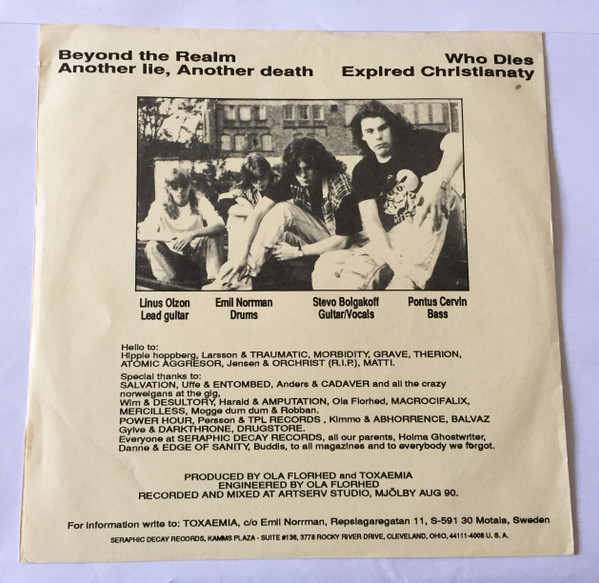 Beyond the Realm
Another lie, Another death
Who Dies
Expired Christianaty
Linus Olzon
Lead guitar
Emil Norrman
Drums
Stevo Bolgakoff
Guitar/Vocals
Pontus Cervin
Bass
Hello to:
Hippie hoppberg, Larsson & TRAUMATIC, MORBIDITY, GRAVE, THERION,
ATOMIC AGGRESOR, Jensen & ORCHRIST (R.I.P.), MATTI.
Special thanks to:
SALVATION, Uffe & ENTOMBED, Anders & CADAVER and all the crazy
norweigans at the gig,
Wim & DESULTORY, Harald & AMPUTATION, Ola Florhed, MACROCIFALIX,
MERCILLESS, Mogge dum dum & Robban.
POWER HOUR, Persson & TPL RECORDS , Kimmo & ABHORRENCE, BALVAZ
Gylve & DARKTHRONE, DRUGSTORE.
Everyone at SERAPHIC DECAY RECORDS, all our parents, Holma Ghostwriter,
Danne & EDGE OF SANITY, Buddis, to all magazines and to everybody we forgot.
PRODUCED BY OLA FLORHED and TOXAEMIA
ENGINEERED BY OLA FLORHED
RECORDED AND MIXED AT ARTSERV STUDIO, MJÖLBY AUG 90.
For information write to: TOXAEMIA, c/o Emil Norrman, Repslagaregatan 11, S-591 30 Motala, Sweden
SERAPHIC DECAY RECORDS, KAMMS PLAZA - SUITE #136, 3778 ROCKY RIVER DRIVE, CLEVELAND, OHIO, 44111-4008 U. S. A.